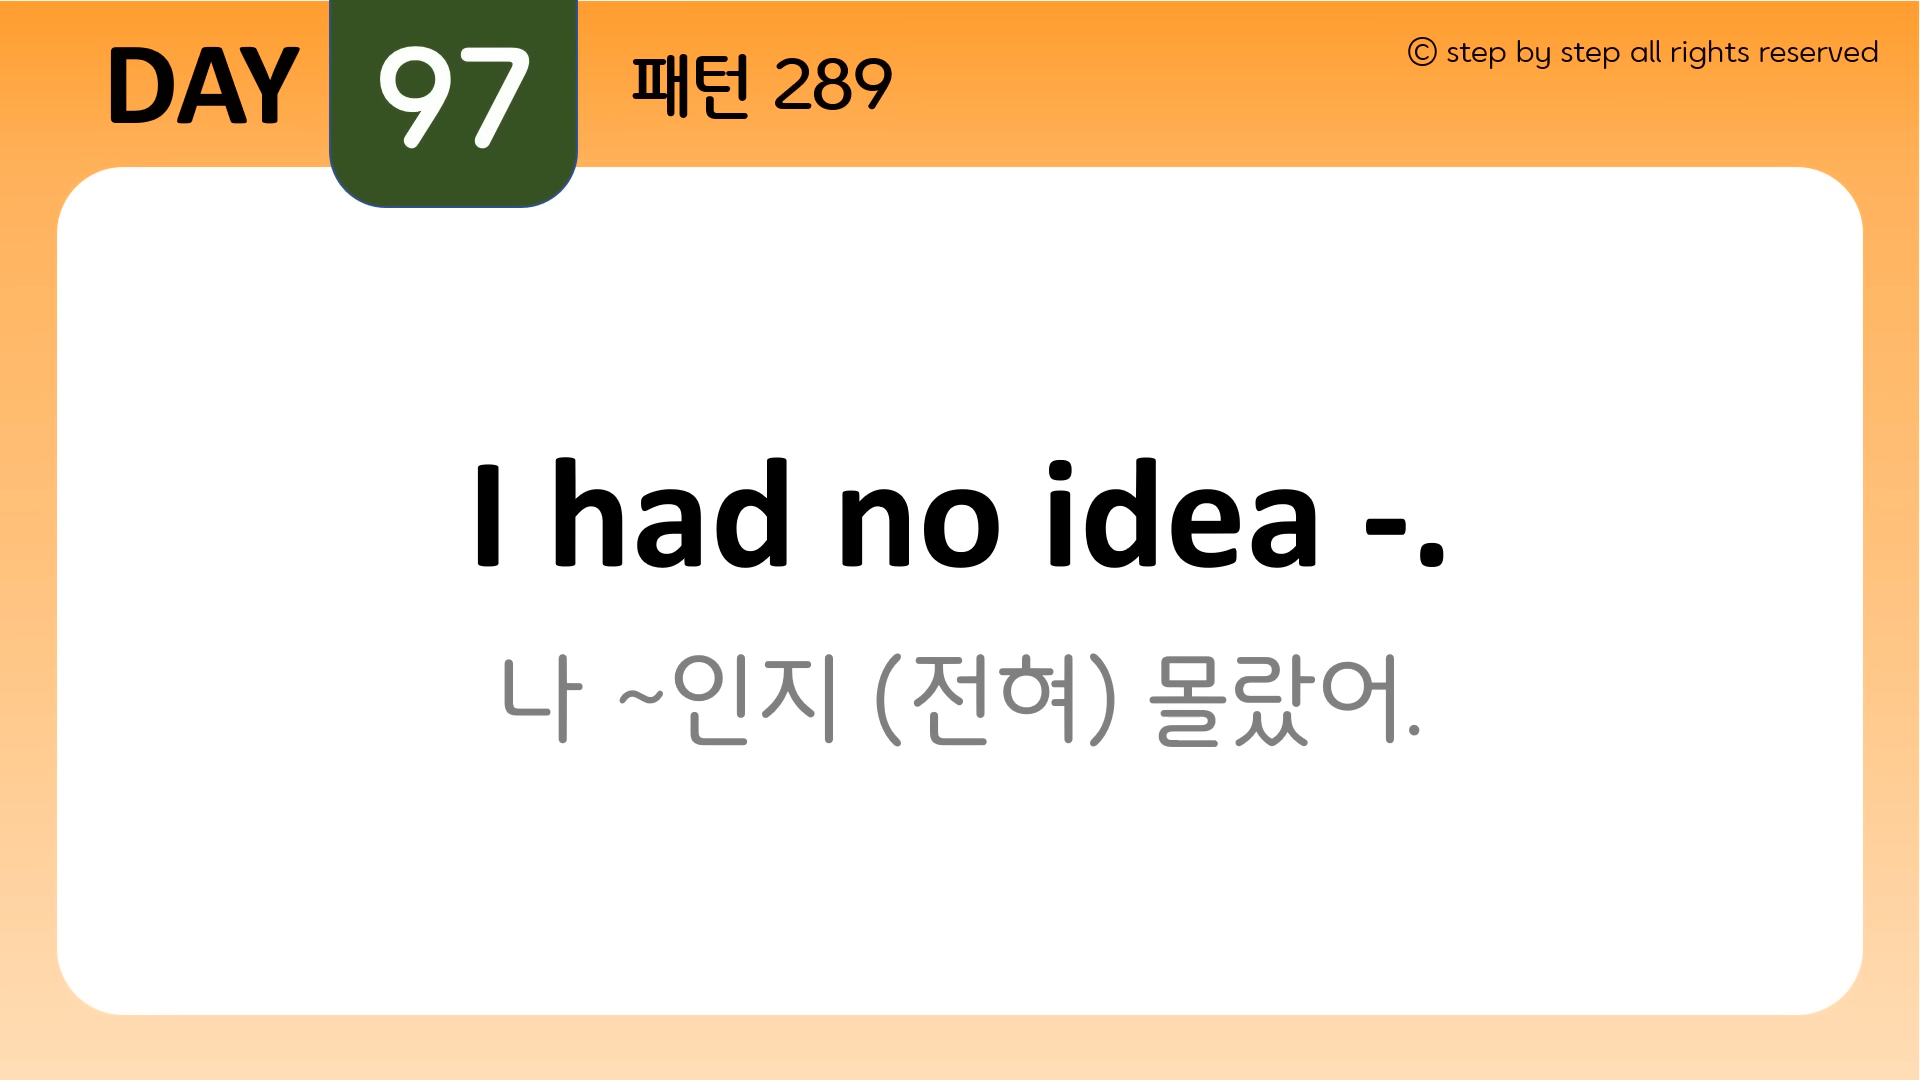 DAY 97 패턴 289
© step by step all rights reserved
I had no idea -.
나 ~인지 (전혀) 몰랐어.